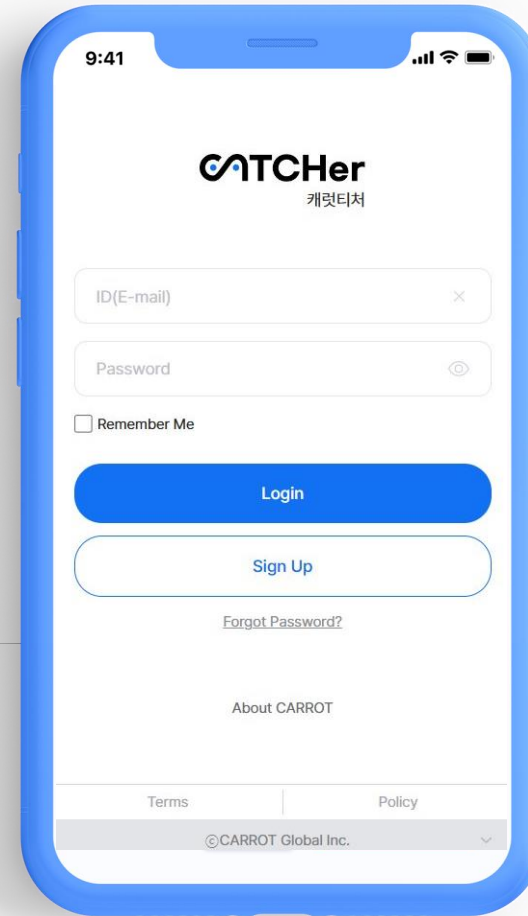 9:41
CATCHer
캐럿티처
ID(E-mail)
Password
Remember Me
Login
Sign Up
Forgot Password?
About CARROT
Terms Policy
©CARROT Global Inc.